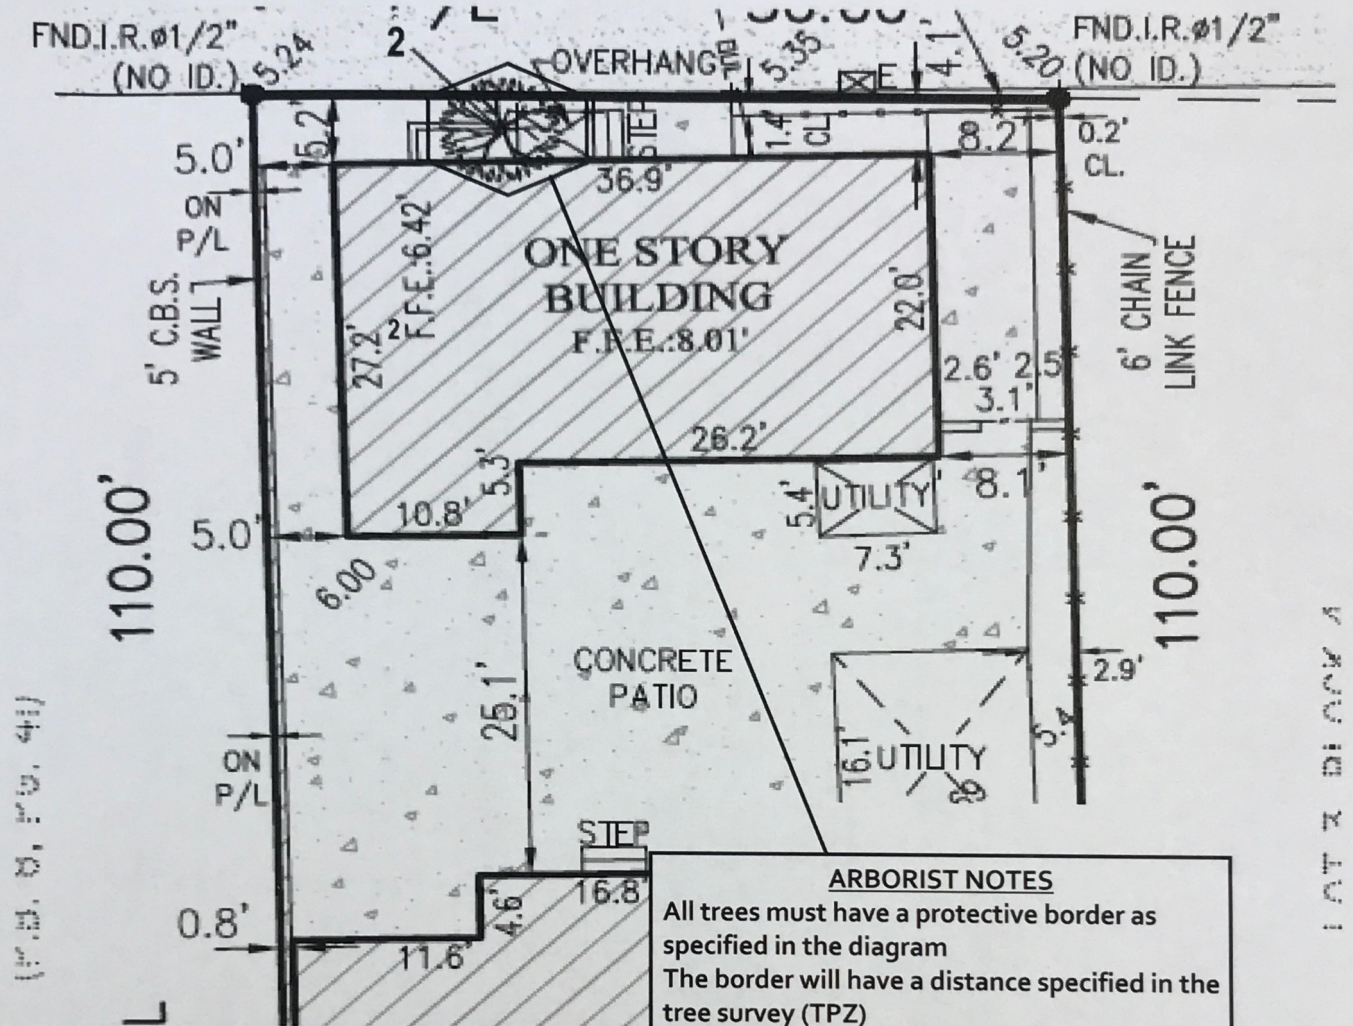 FND.I.R.ø1/2"
(NO ID.)
5.24
2
OVERHANG
5.35
E
4.1'
5.20
FND.I.R.ø1/2"
(NO ID.)
5.0'
5.2'
STEP
1.4'
CL
8.2'
0.2'
CL.
ON
P/L
36.9'
5' C.B.S.
WALL
F.F.E.:6.42'
ONE STORY
BUILDING
F.F.E.:8.01'
27.2'
2
22.0'
6' CHAIN
LINK FENCE
2.6' 2.5
3.1'
26.2'
5.3'
10.8'
5.4'
UTILITY
7.3'
8.1'
5.0'
6.00
110.00'
110.00'
CONCRETE
PATIO
25.1'
2.9'
5.4
16.1'
UTILITY
ON
P/L
STEP
16.8'
4.6'
0.8'
11.6'
ARBORIST NOTES
All trees must have a protective border as
specified in the diagram
The border will have a distance specified in the
tree survey (TPZ)